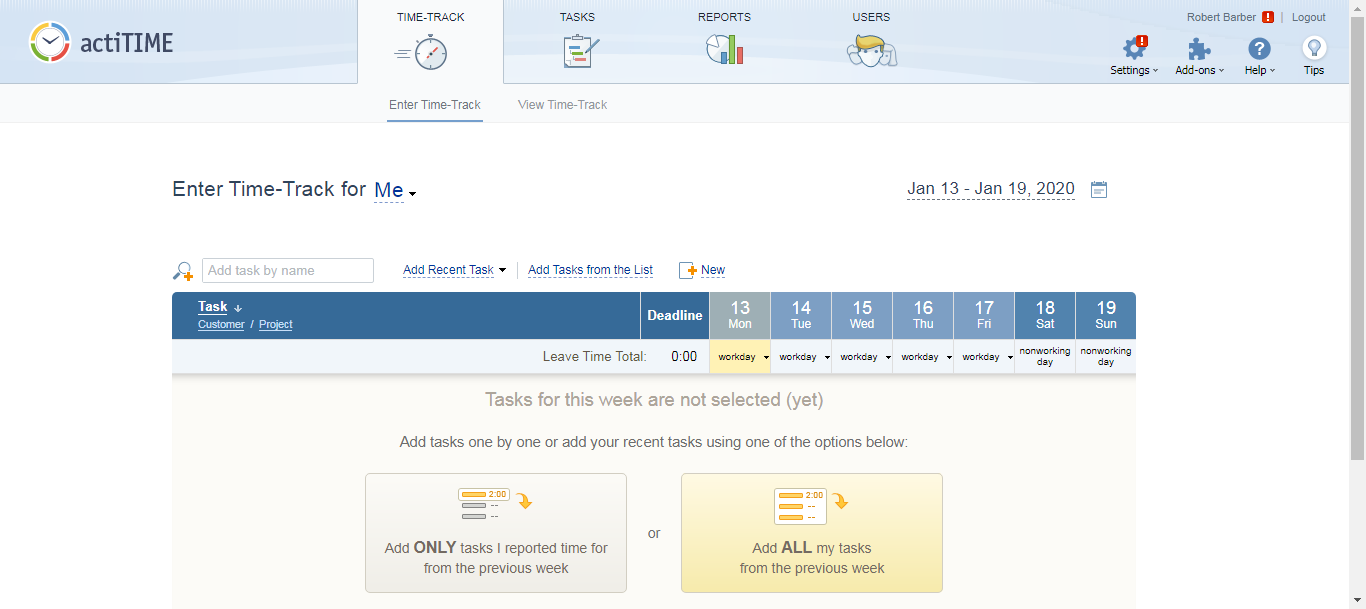 TIME-TRACK TASKS REPORTS USERS
Robert Barber ! | Logout
actiTIME
Settings Add-ons Help Tips
Enter Time-Track View Time-Track
Enter Time-Track for Me
Jan 13 - Jan 19, 2020
Add task by name Add Recent Task Add Tasks from the List New
Task Deadline 13 14 15 16 17 18 19
Customer / Project Mon Tue Wed Thu Fri Sat Sun
Leave Time Total: 0:00 workday workday workday workday workday nonworking day nonworking day
Tasks for this week are not selected (yet)
Add tasks one by one or add your recent tasks using one of the options below:
2:00 2:00
-- --
-- --
Add ONLY tasks I reported time for
from the previous week
or
Add ALL my tasks
from the previous week